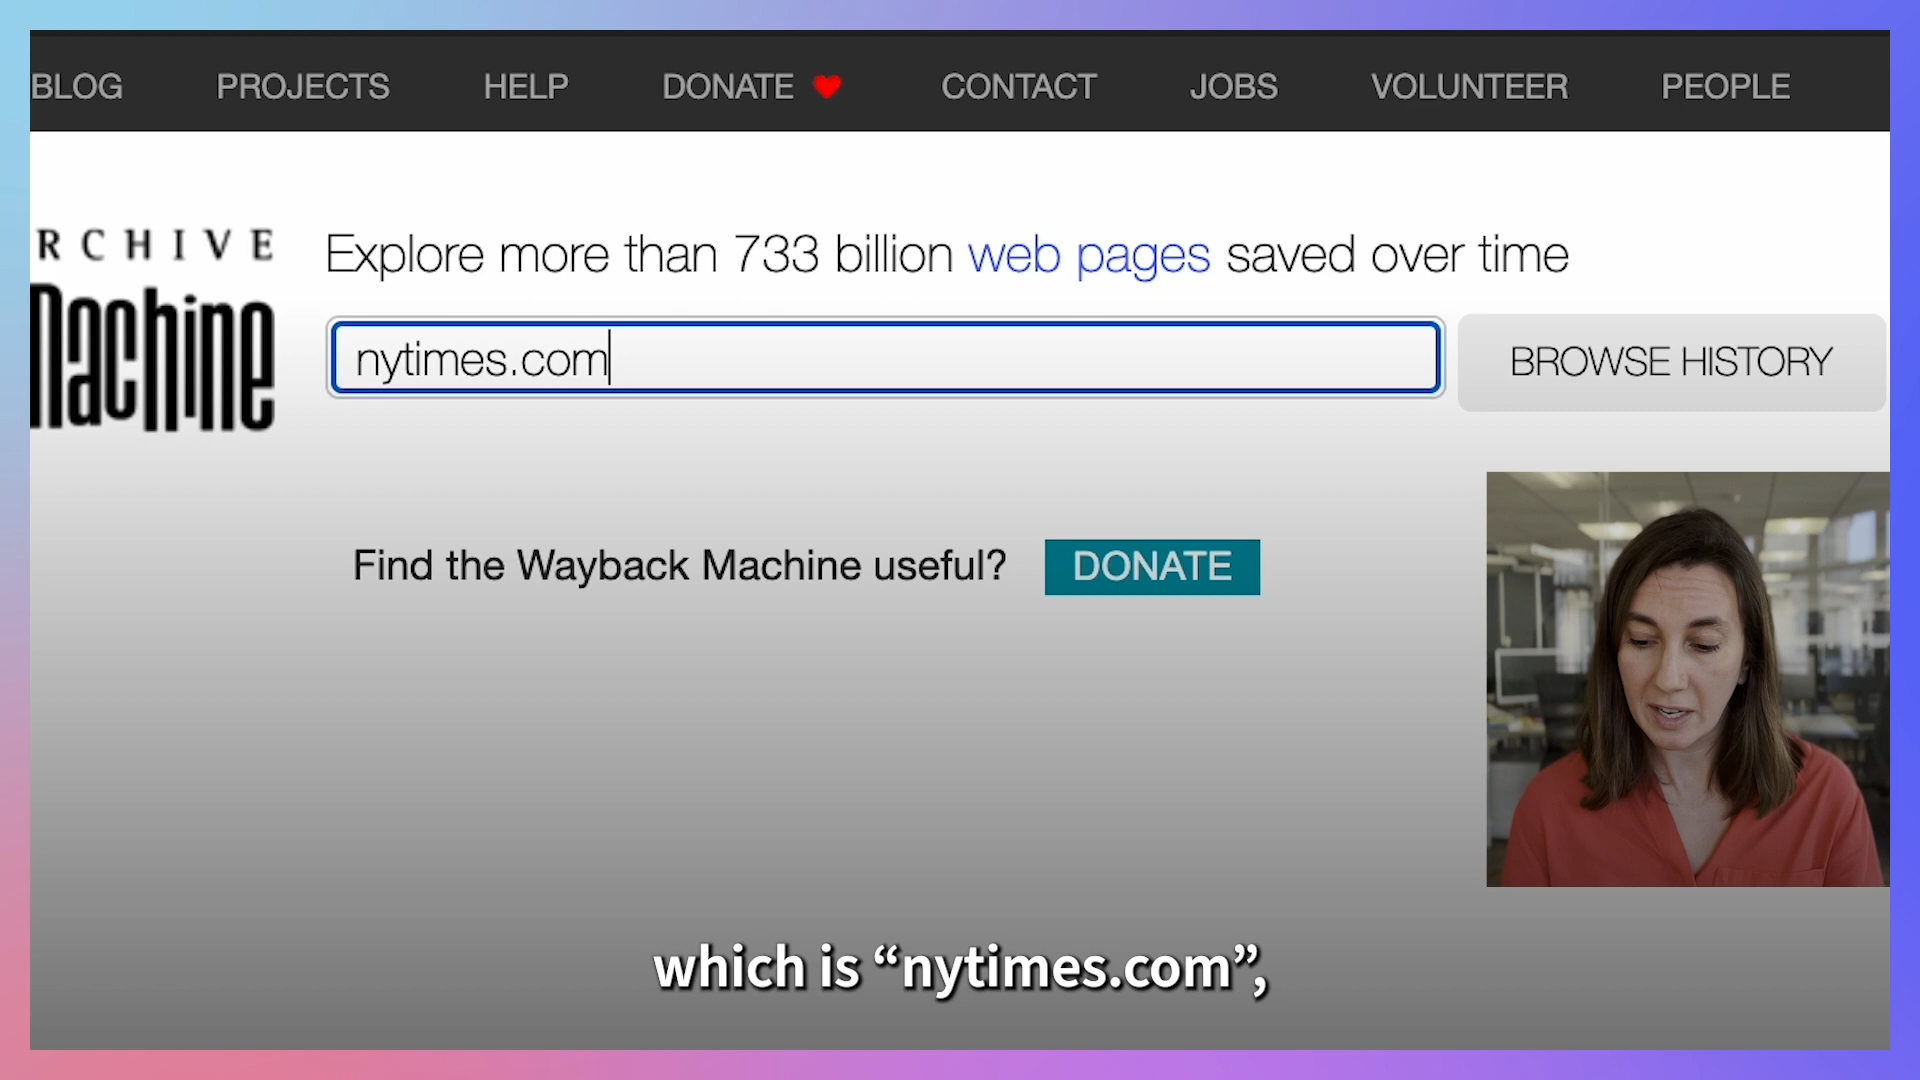 BLOG PROJECTS HELP DONATE CONTACT JOBS VOLUNTEER PEOPLE
RCHIVE
Machine
Explore more than 733 billion web pages saved over time
nytimes.com
BROWSE HISTORY
Find the Wayback Machine useful?
DONATE
which is “nytimes.com”,